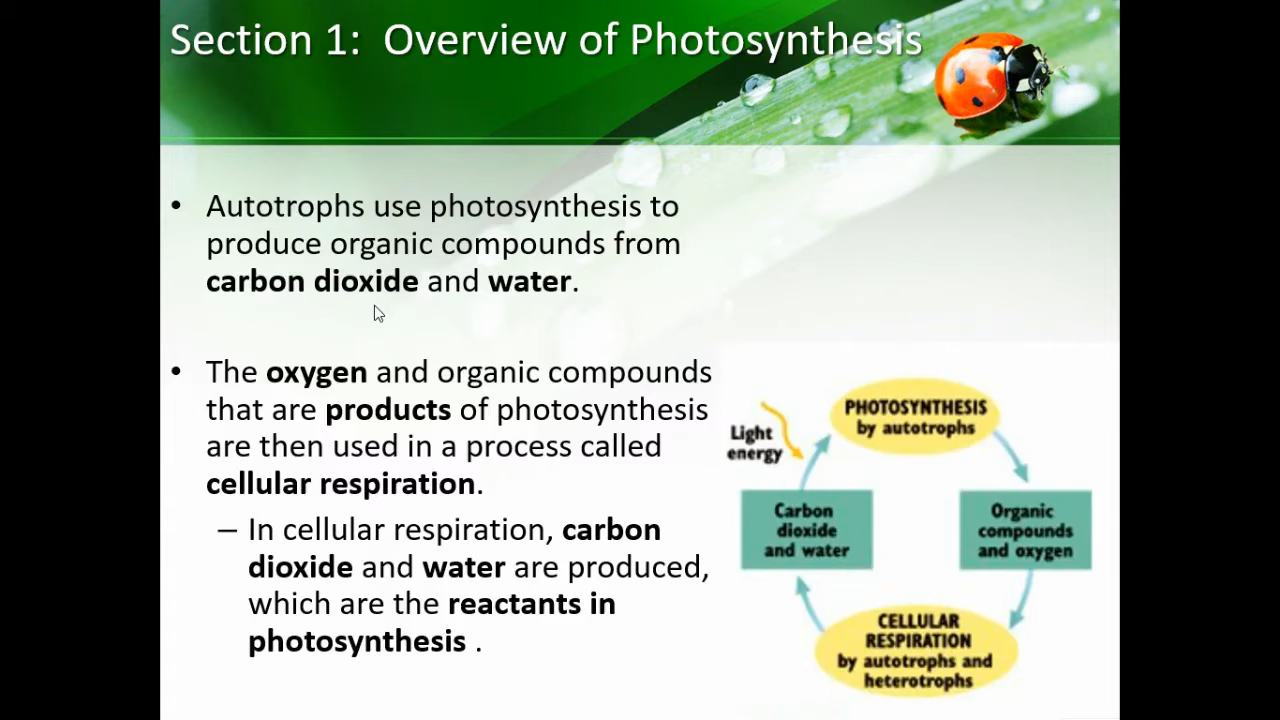 Section 1:  Overview of Photosynthesis
• Autotrophs use photosynthesis to
produce organic compounds from
carbon dioxide and water.
• The oxygen and organic compounds
that are products of photosynthesis
are then used in a process called
cellular respiration.
– In cellular respiration, carbon
dioxide and water are produced,
which are the reactants in
photosynthesis .
Light
energy
PHOTOSYNTHESIS
by autotrophs
Carbon
dioxide
and water
Organic
compounds
and oxygen
CELLULAR
RESPIRATION
by autotrophs and
heterotrophs